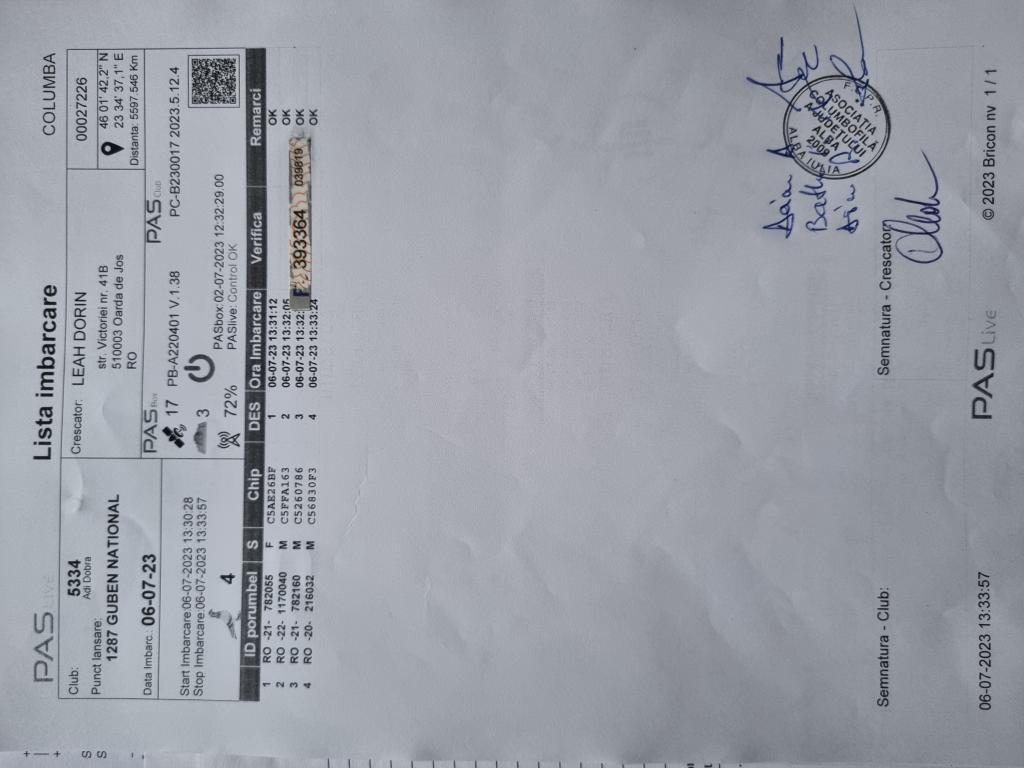 PAS LIVE
Lista imbarcare
COLUMBA
Club: 5334
Adi Dobra
Punct lansare:
1287 GUBEN NATIONAL
Data Imbarc.: 06-07-23
Start Imbarcare:06-07-2023 13:30:28
Stop Imbarcare:06-07-2023 13:33:57
4
Crescator: LEAH DORIN
str. Victoriei nr. 41B
510003 Oarda de Jos
RO
00027226
46 01' 42,2" N
23 34' 37,1" E
Distanta: 5597.546 Km
PAS Box
PAS Club
17 PB-A220401 V.1.38
PC-B230017 2023.5.12.4
3
72%
PASbox:02-07-2023 12:32:29.00
PASlive: Control OK
ID porumbel S Chip DES Ora Imbarcare Verifica Remarci
1 RO -21- 782055 F C5AE26BF 1 06-07-23 13:31:12 OK
2 RO -22- 1170040 M C5FFA163 2 06-07-23 13:32:05 OK
3 RO -21- 782160 M C5260786 3 06-07-23 13:32: 393364 039819 OK
4 RO -20- 216032 M C56830F3 4 06-07-23 13:33:24 OK
ASOCIATIA
COLUMBOFILĂ
A JUDETULUI
ALBA
2009
ALBA IULIA
Semnatura - Club:
Semnatura - Crescator:
06-07-2023 13:33:57
PAS LIVE
© 2023 Bricon nv 1 / 1